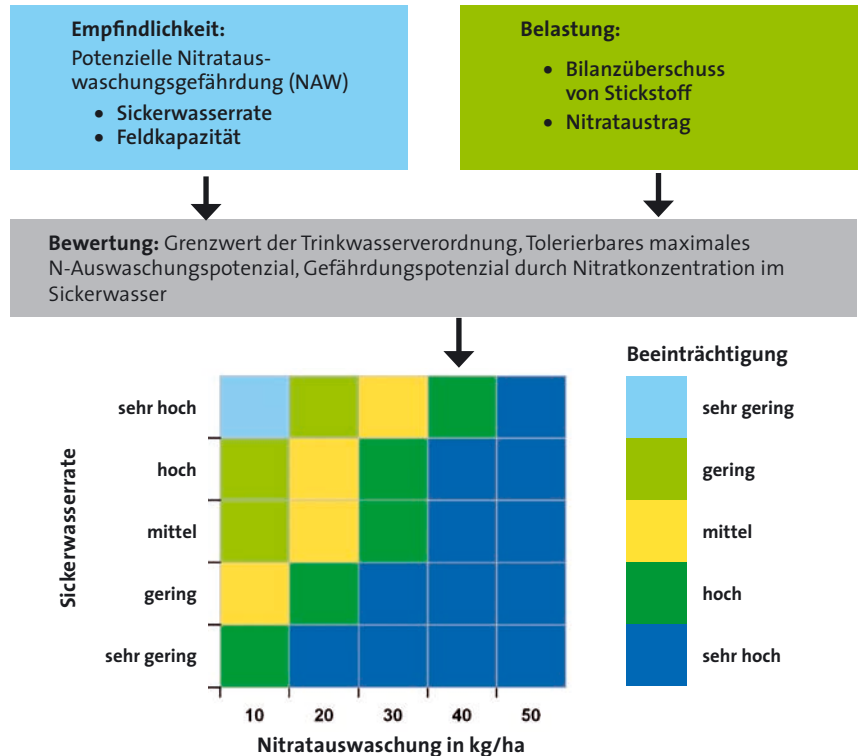 Empfindlichkeit:
Potenzielle Nitrataus-
waschungsgefährdung (NAW)
• Sickerwasserrate
• Feldkapazität
Belastung:
• Bilanzüberschuss
von Stickstoff
• Nitrataustrag
Bewertung: Grenzwert der Trinkwasserverordnung, Tolerierbares maximales
N-Auswaschungspotenzial, Gefährdungspotenzial durch Nitratkonzentration im
Sickerwasser
Sickerwasserrate
sehr hoch
hoch
mittel
gering
sehr gering
10 20 30 40 50
Nitratauswaschung in kg/ha
Beeinträchtigung
sehr gering
gering
mittel
hoch
sehr hoch